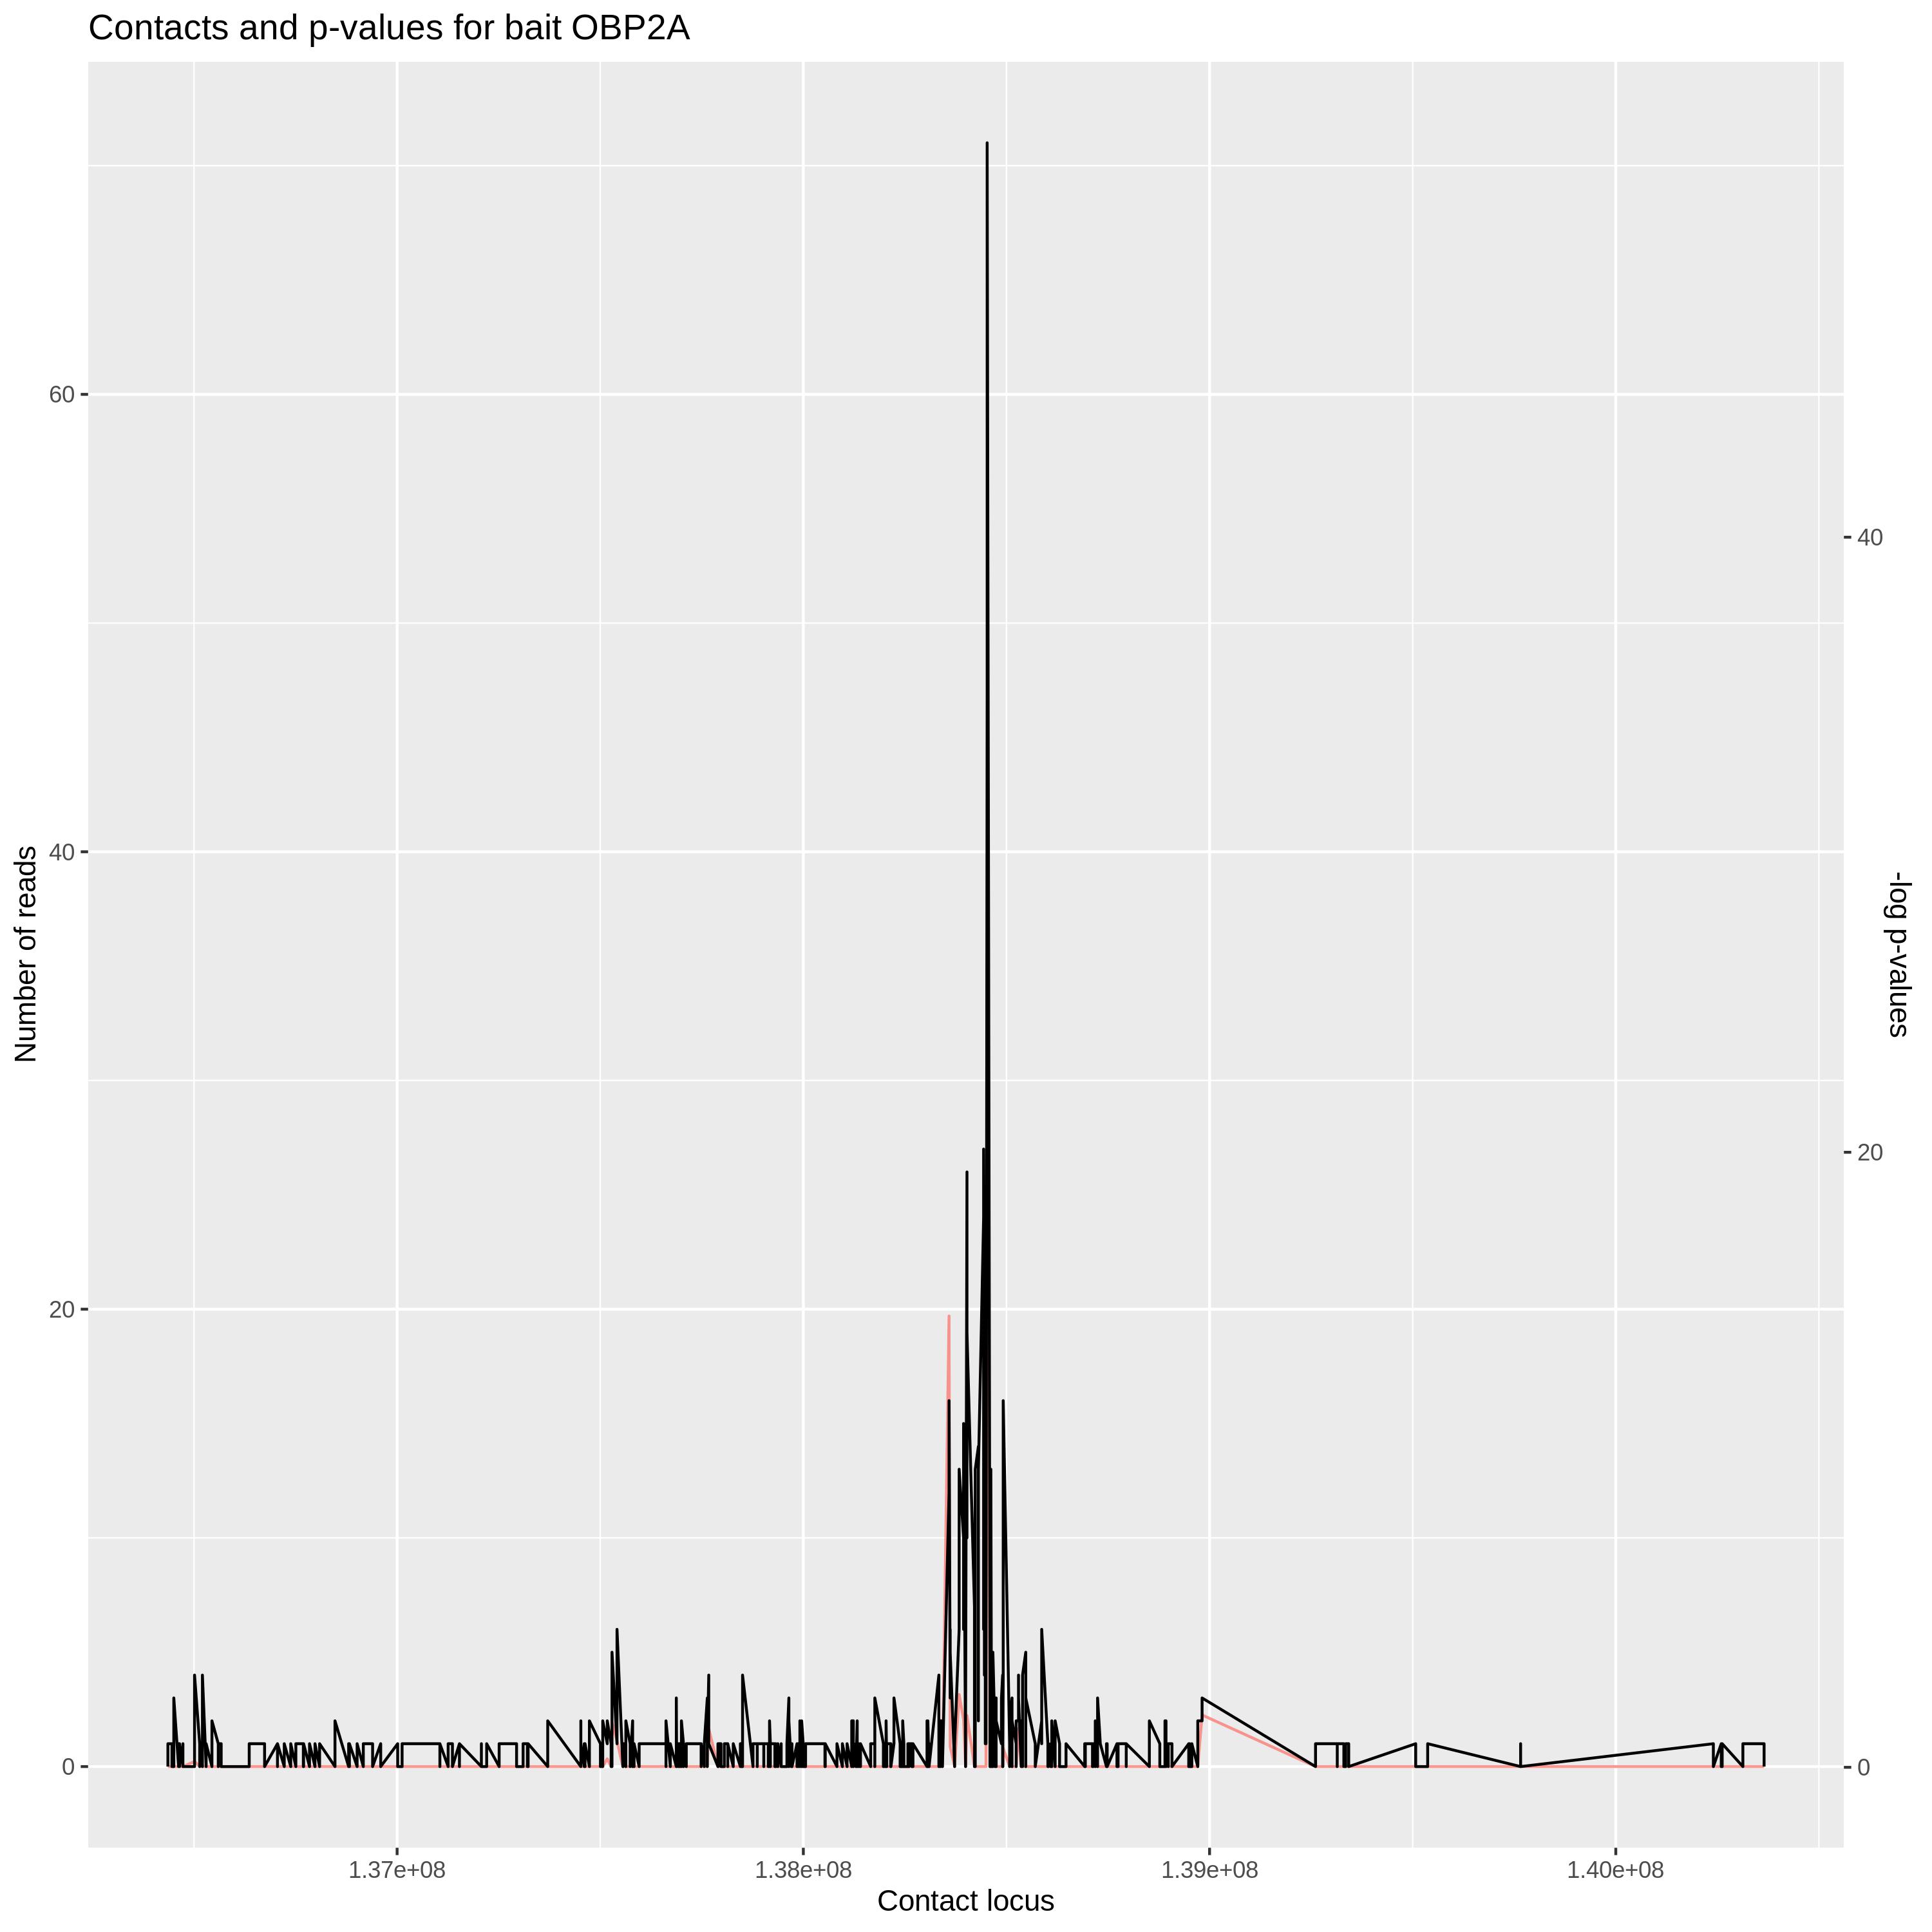 Contacts and p-values for bait OBP2A
60
40
20
0
Number of reads
40
20
0
-log p-values
1.37e+08
1.38e+08
1.39e+08
1.40e+08
Contact locus